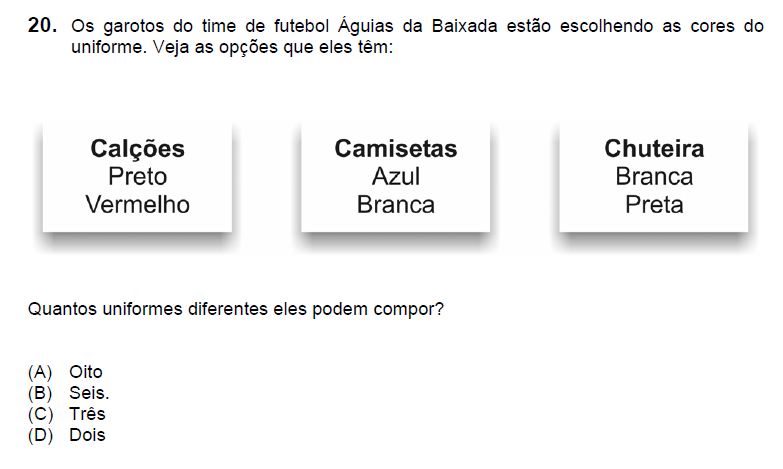 20. Os garotos do time de futebol Águias da Baixada estão escolhendo as cores do
uniforme. Veja as opções que eles têm:
Calções
Preto
Vermelho
Camisetas
Azul
Branca
Chuteira
Branca
Preta
Quantos uniformes diferentes eles podem compor?
(A) Oito
(B) Seis.
(C) Três
(D) Dois